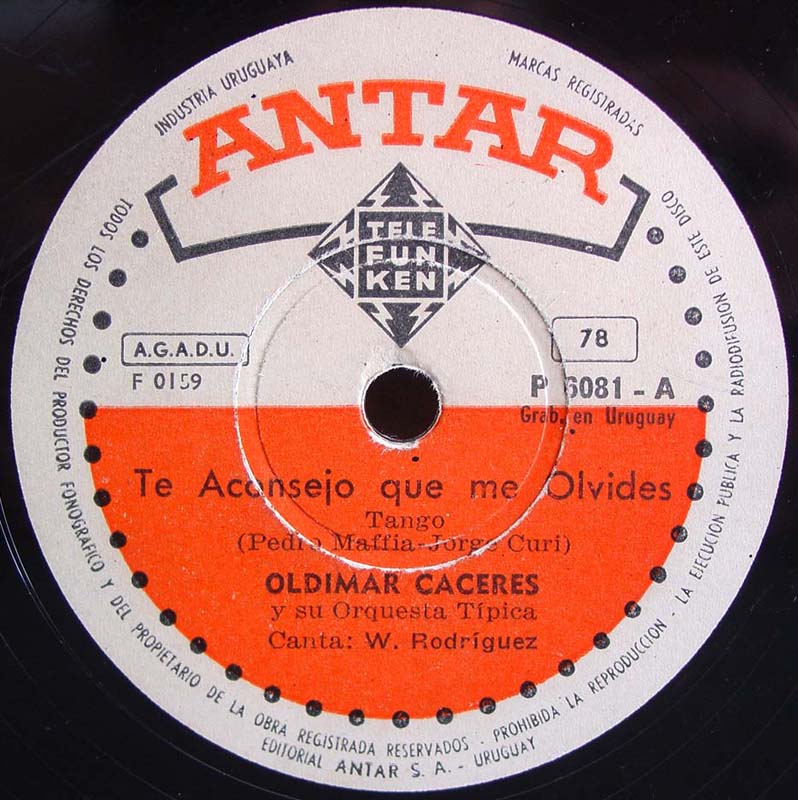 INDUSTRIA URUGUAYA
MARCAS REGISTRADAS
ANTAR
TELE
FUN
KEN
A.G.A.D.U.
F 0159
78
P 6081 - A
Grab. en Uruguay
Te Aconsejo que me Olvides
Tango
(Pedro Maffia-Jorge Curi)
OLDIMAR CACERES
y su Orquesta Típica
Canta: W. Rodríguez
TODOS LOS DERECHOS DEL PRODUCTOR FONOGRAFICO Y DEL PROPIETARIO DE LA OBRA REGISTRADA RESERVADOS - PROHIBIDA LA REPRODUCCION - LA EJECUCION PUBLICA Y LA RADIODIFUSION DE ESTE DISCO
EDITORIAL ANTAR S. A. - URUGUAY